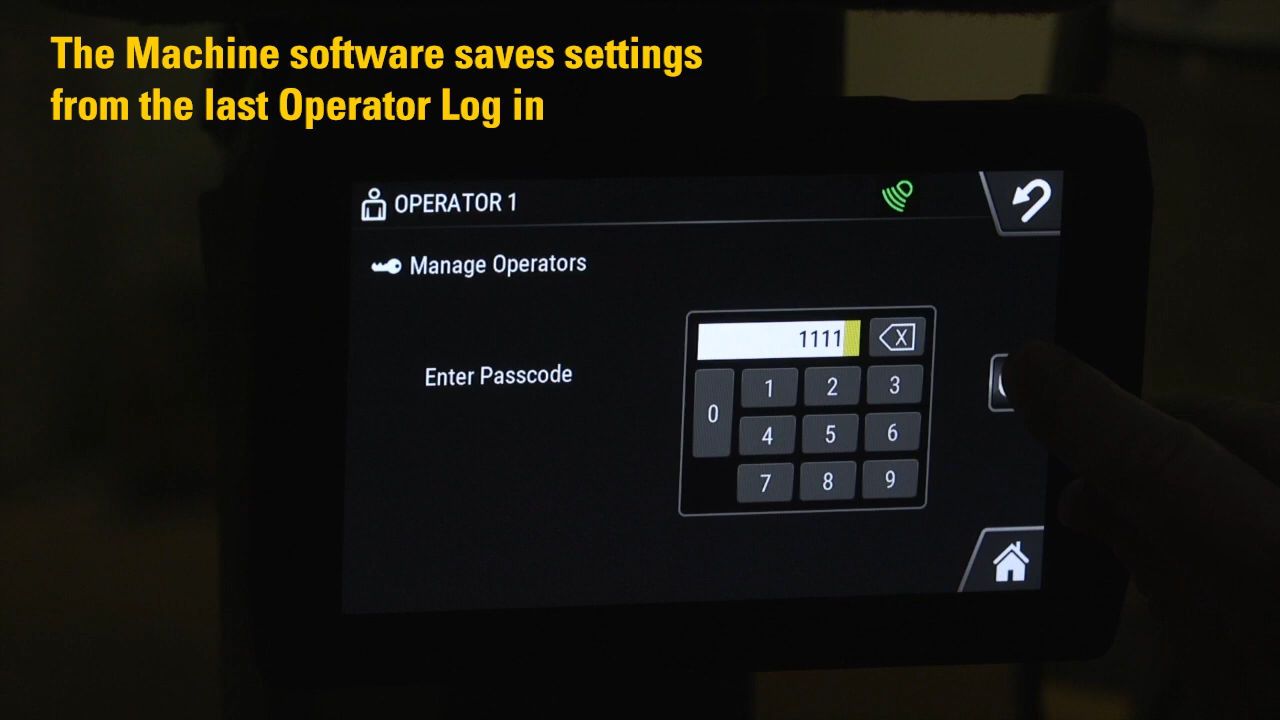 The Machine software saves settings
from the last Operator Log in
OPERATOR 1
Manage Operators
1111
X
Enter Passcode
1 2 3
0
4 5 6
7 8 9